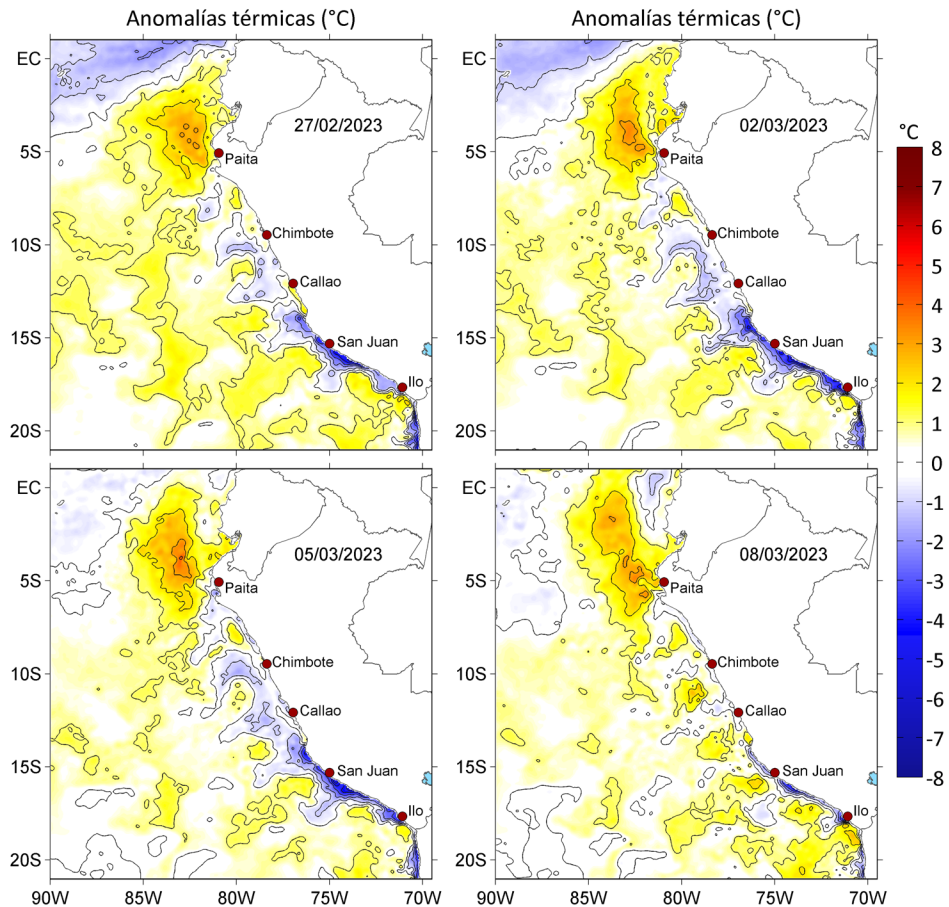 Anomalías térmicas (°C)
Anomalías térmicas (°C)
EC
5S
10S
15S
20S
27/02/2023
Paita
Chimbote
Callao
San Juan
Ilo
EC
5S
10S
15S
20S
02/03/2023
Paita
Chimbote
Callao
San Juan
Ilo
EC
5S
10S
15S
20S
05/03/2023
Paita
Chimbote
Callao
San Juan
Ilo
90W 85W 80W 75W 70W
EC
5S
10S
15S
20S
08/03/2023
Paita
Chimbote
Callao
San Juan
Ilo
90W 85W 80W 75W 70W
°C
8
7
6
5
4
3
2
1
0
-1
-2
-3
-4
-5
-6
-7
-8